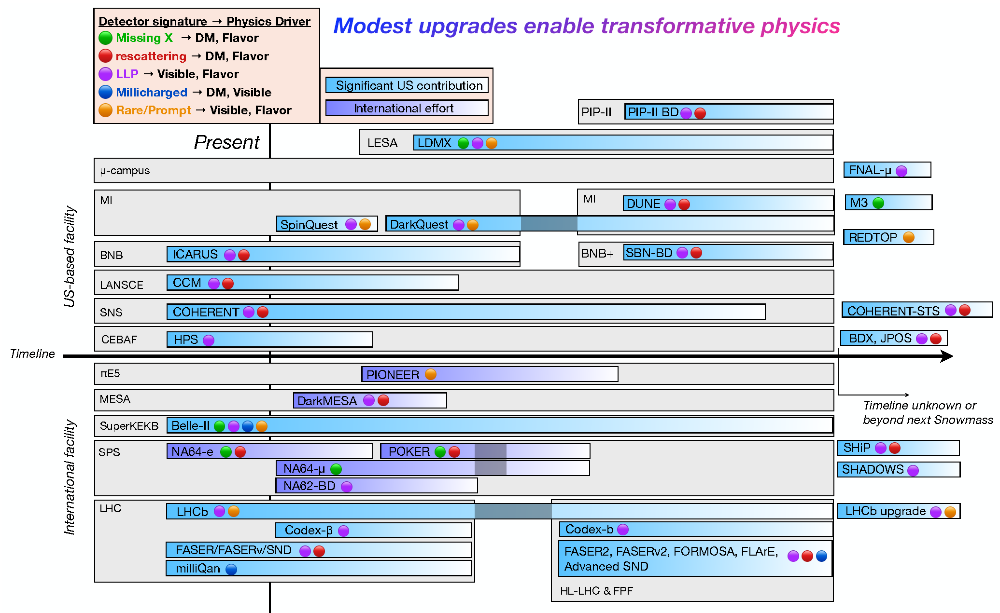 Detector signature → Physics Driver
Missing X → DM, Flavor
rescattering → DM, Flavor
LLP → Visible, Flavor
Millicharged → DM, Visible
Rare/Prompt → Visible, Flavor
Modest upgrades enable transformative physics
Significant US contribution
International effort
Present
PIP-II
PIP-II BD
LESA
LDMX
μ-campus
FNAL-μ
MI
SpinQuest
DarkQuest
MI
DUNE
M3
REDTOP
BNB
ICARUS
BNB+
SBN-BD
LANSCE
CCM
SNS
COHERENT
COHERENT-STS
CEBAF
HPS
BDX, JPOS
US-based facility
Timeline
πE5
PIONEER
MESA
DarkMESA
Timeline unknown or
beyond next Snowmass
SuperKEKB
Belle-II
SPS
NA64-e
POKER
NA64-μ
NA62-BD
SHiP
SHADOWS
International facility
LHC
LHCb
LHCb upgrade
Codex-β
Codex-b
FASER/FASERν/SND
milliQan
FASER2, FASERν2, FORMOSA, FLArE,
Advanced SND
HL-LHC & FPF